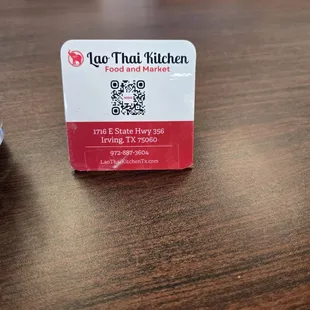 Lao Thai Kitchen
Food and Market
1716 E State Hwy 356
Irving, TX 75060
972-887-3604
LaoThaiKitchenTx.com